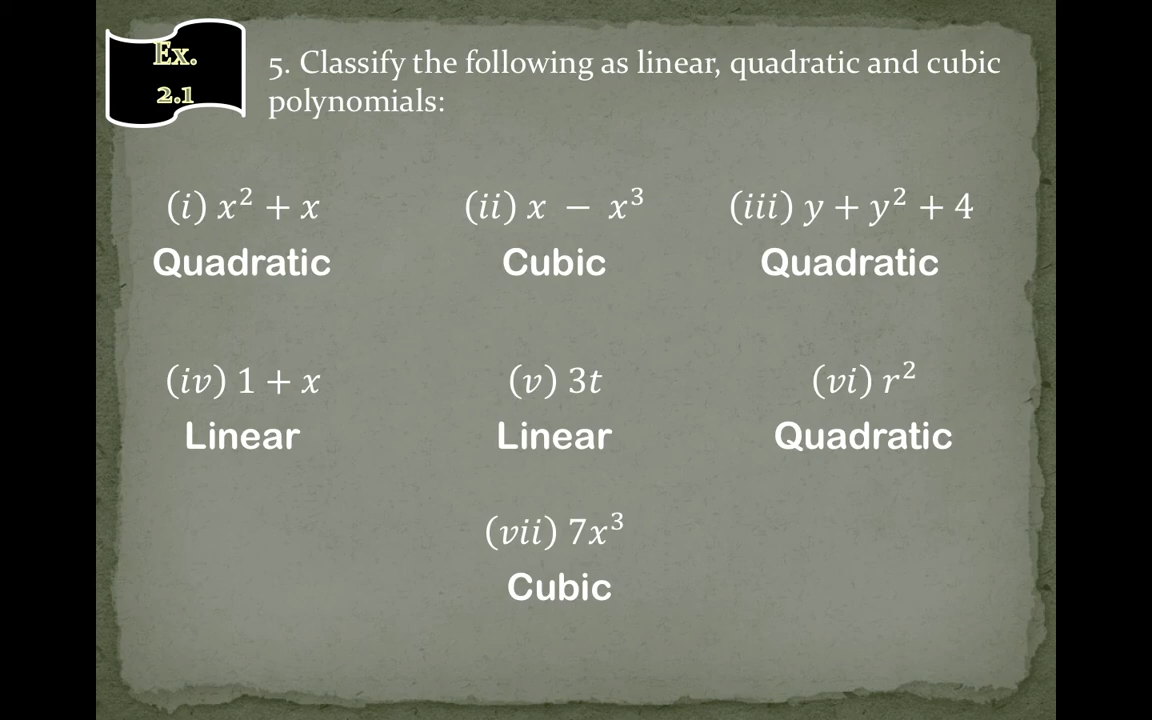 Ex.
2.1
5. Classify the following as linear, quadratic and cubic
polynomials:
(i) x² + x
(ii) x − x³
(iii) y + y² + 4
Quadratic
Cubic
Quadratic
(iv) 1 + x
(v) 3t
(vi) r²
Linear
Linear
Quadratic
(vii) 7x³
Cubic